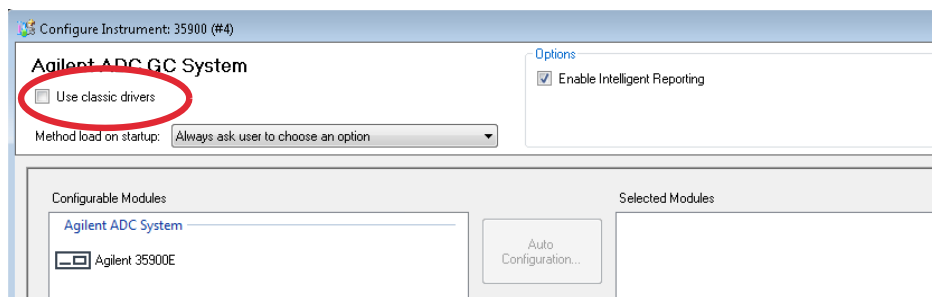 Configure Instrument: 35900 (#4)
Agilent ADC GC System
Options
Enable Intelligent Reporting
Use classic drivers
Method load on startup: Always ask user to choose an option
Configurable Modules
Selected Modules
Agilent ADC System
Agilent 35900E
Auto
Configuration...